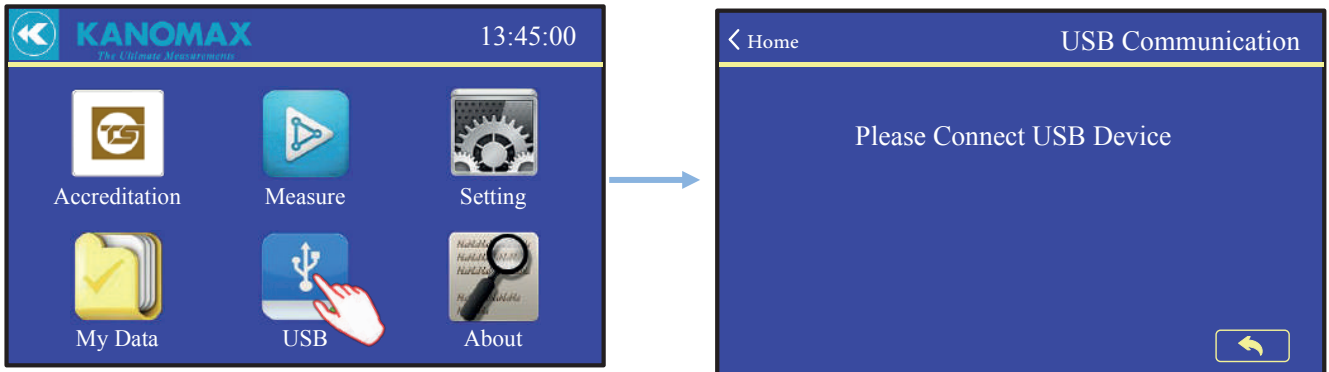 KANOMAX
The Ultimate Measurements
13:45:00
TS
Accreditation
Measure
Setting
My Data
USB
About
Home
USB Communication
Please Connect USB Device